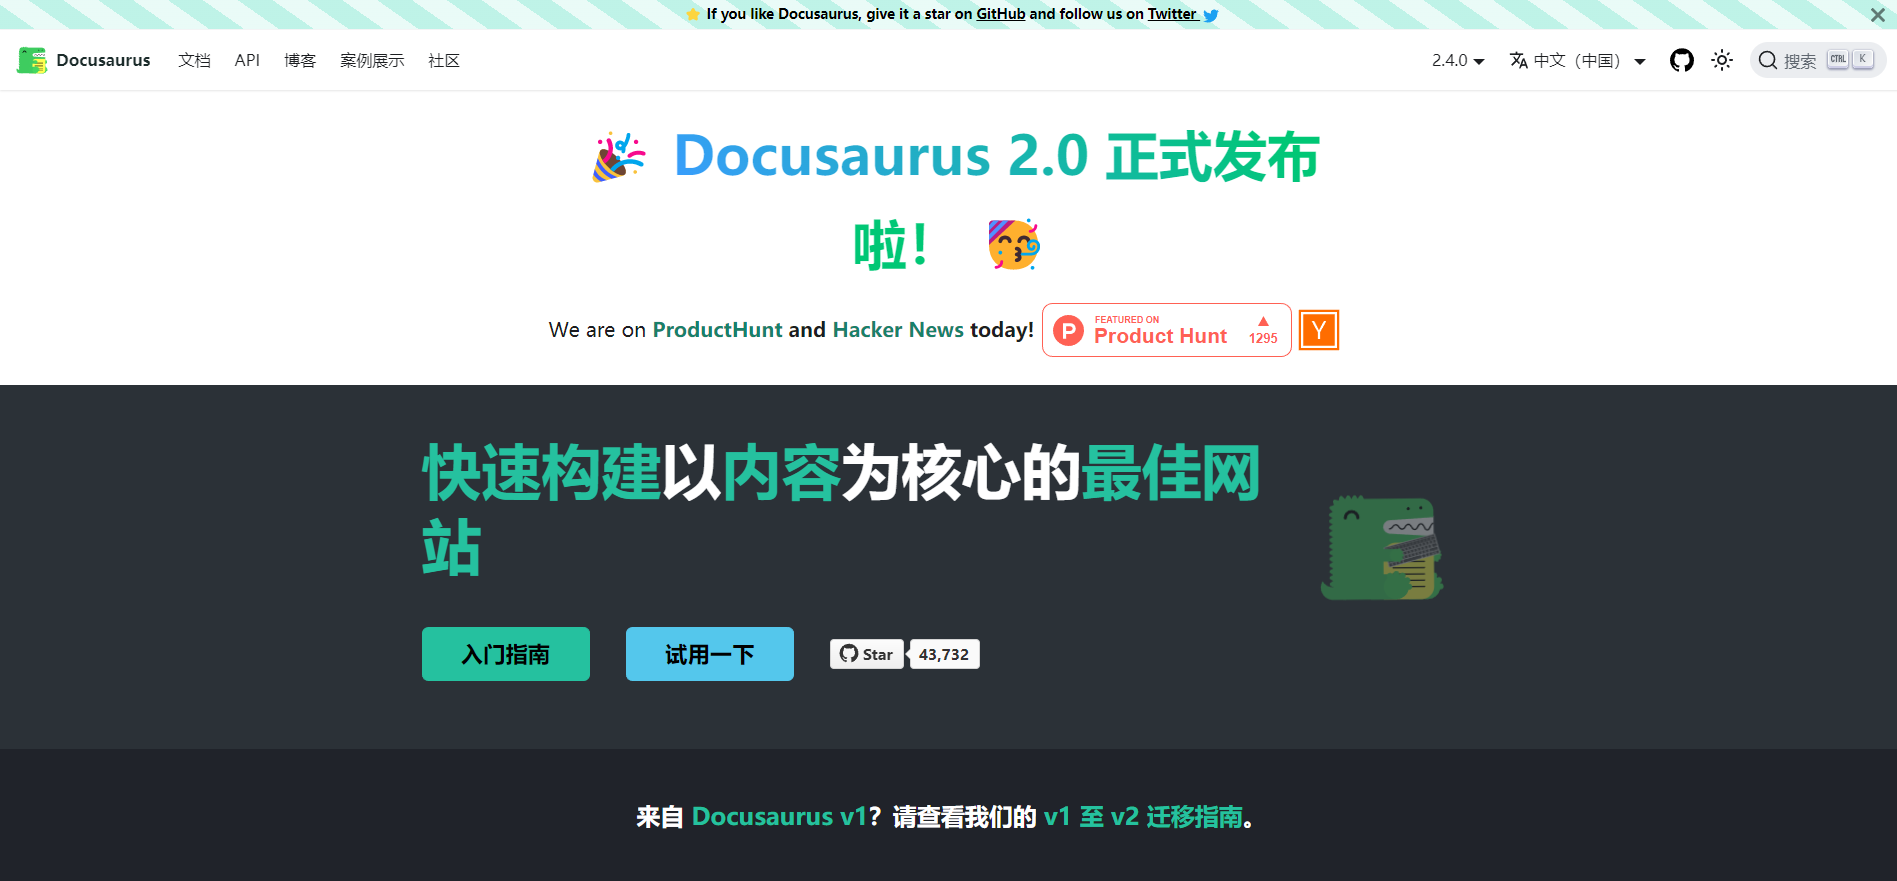 ⭐️ If you like Docusaurus, give it a star on GitHub and follow us on Twitter
Docusaurus 文档 API 博客 案例展示 社区 2.4.0 中文（中国） 搜索 CTRL K
Docusaurus 2.0 正式发布
啦！
We are on ProductHunt and Hacker News today! FEATURED ON Product Hunt 1295 Y
快速构建以内容为核心的最佳网
站
入门指南 试用一下 Star 43,732
来自 Docusaurus v1？请查看我们的 v1 至 v2 迁移指南。